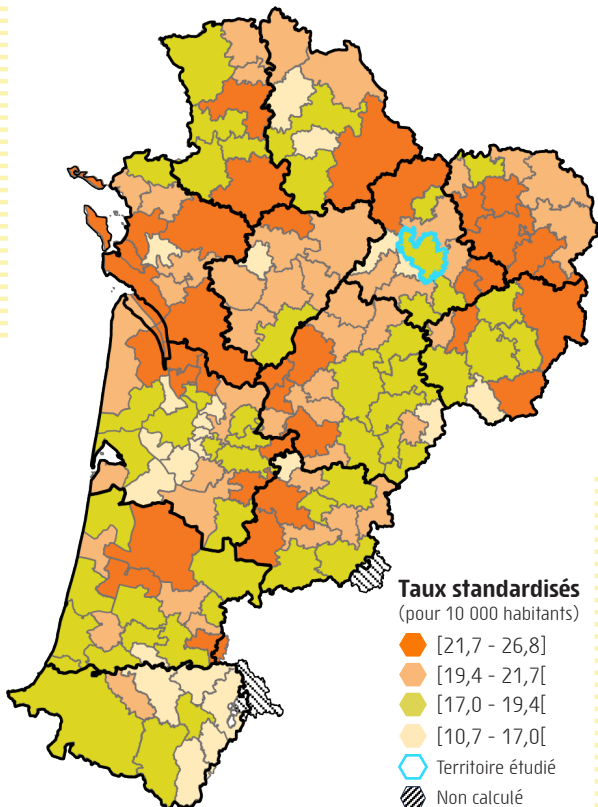 Taux standardisés
(pour 10 000 habitants)
[21,7 - 26,8]
[19,4 - 21,7[
[17,0 - 19,4[
[10,7 - 17,0[
Territoire étudié
Non calculé